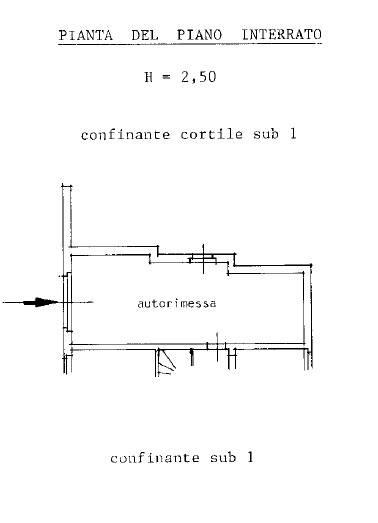 PIANTA DEL PIANO INTERRATO
H = 2,50
confinante cortile sub 1
autorimessa
confinante sub 1